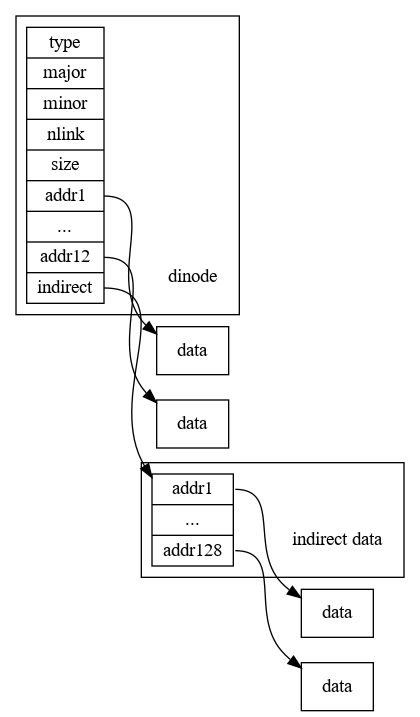 type
major
minor
nlink
size
addr1
...
addr12
indirect
dinode
data
data
addr1
...
addr128
indirect data
data
data